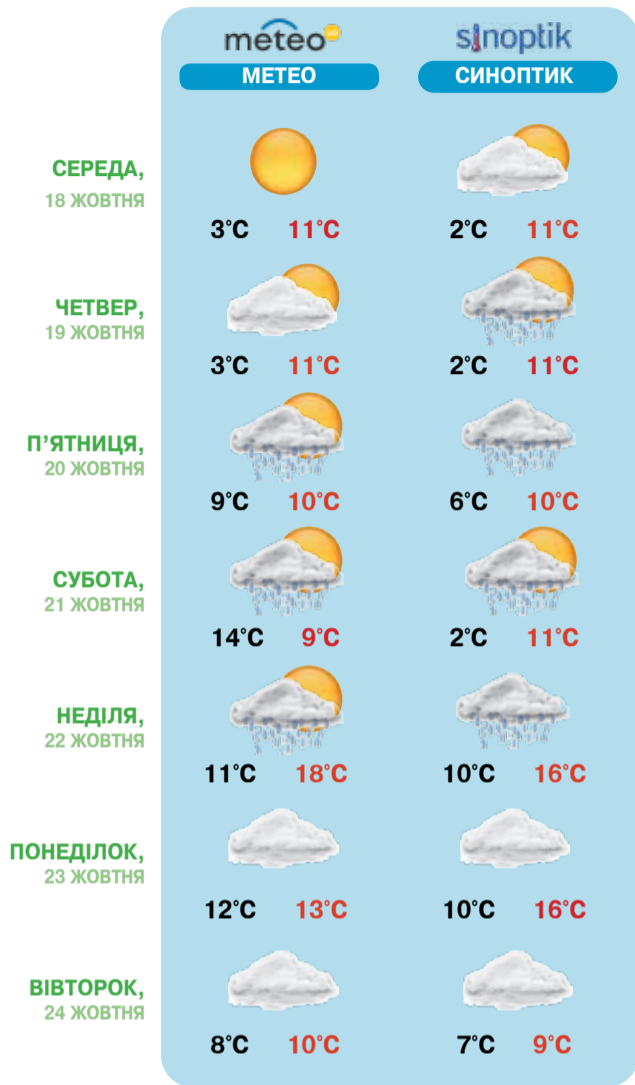 meteo ua sinoptik
МЕТЕО СИНОПТИК
СЕРЕДА,
18 ЖОВТНЯ
3°C 11°C 2°C 11°C
ЧЕТВЕР,
19 ЖОВТНЯ
3°C 11°C 2°C 11°C
П’ЯТНИЦЯ,
20 ЖОВТНЯ
9°C 10°C 6°C 10°C
СУБОТА,
21 ЖОВТНЯ
14°C 9°C 2°C 11°C
НЕДІЛЯ,
22 ЖОВТНЯ
11°C 18°C 10°C 16°C
ПОНЕДІЛОК,
23 ЖОВТНЯ
12°C 13°C 10°C 16°C
ВІВТОРОК,
24 ЖОВТНЯ
8°C 10°C 7°C 9°C